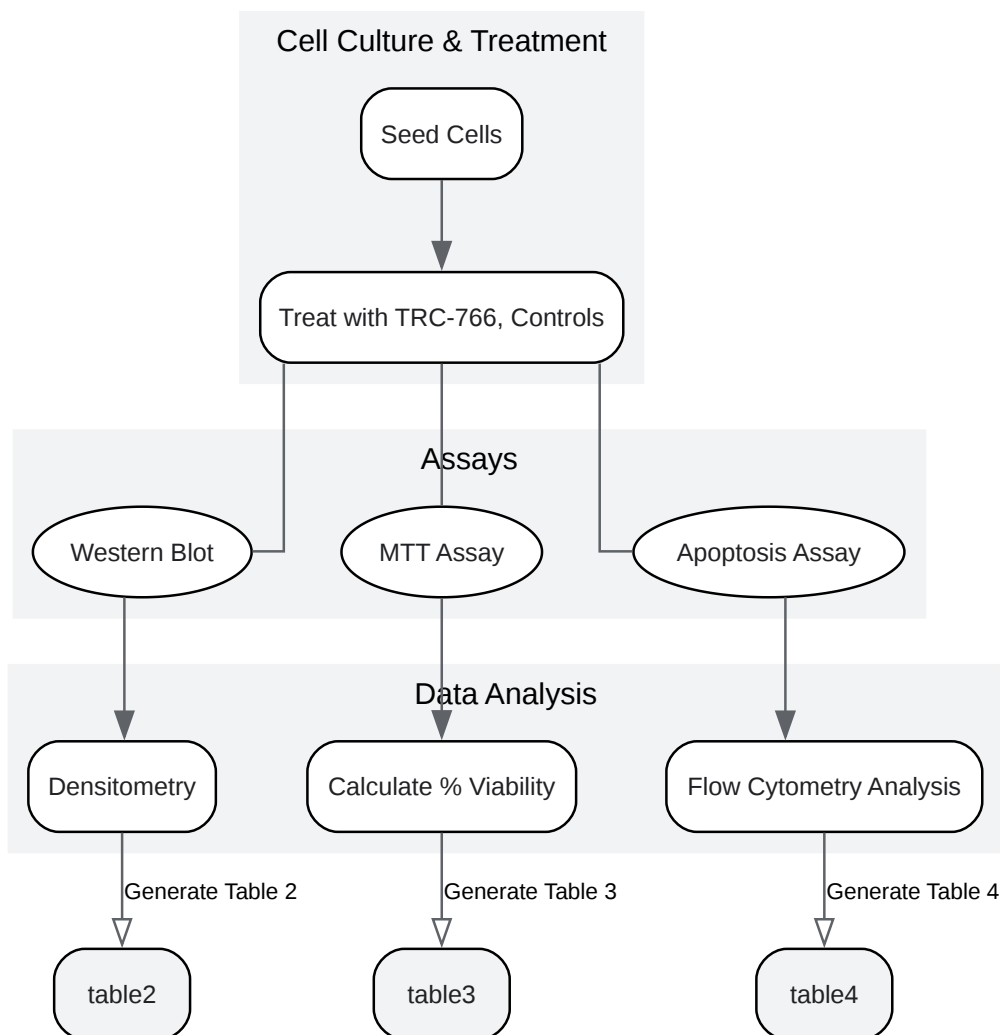 Cell Culture & Treatment
Seed Cells
Treat with TRC-766, Controls
Assays
Western Blot
MTT Assay
Apoptosis Assay
Data Analysis
Densitometry
Calculate % Viability
Flow Cytometry Analysis
Generate Table 2
Generate Table 3
Generate Table 4
table2
table3
table4